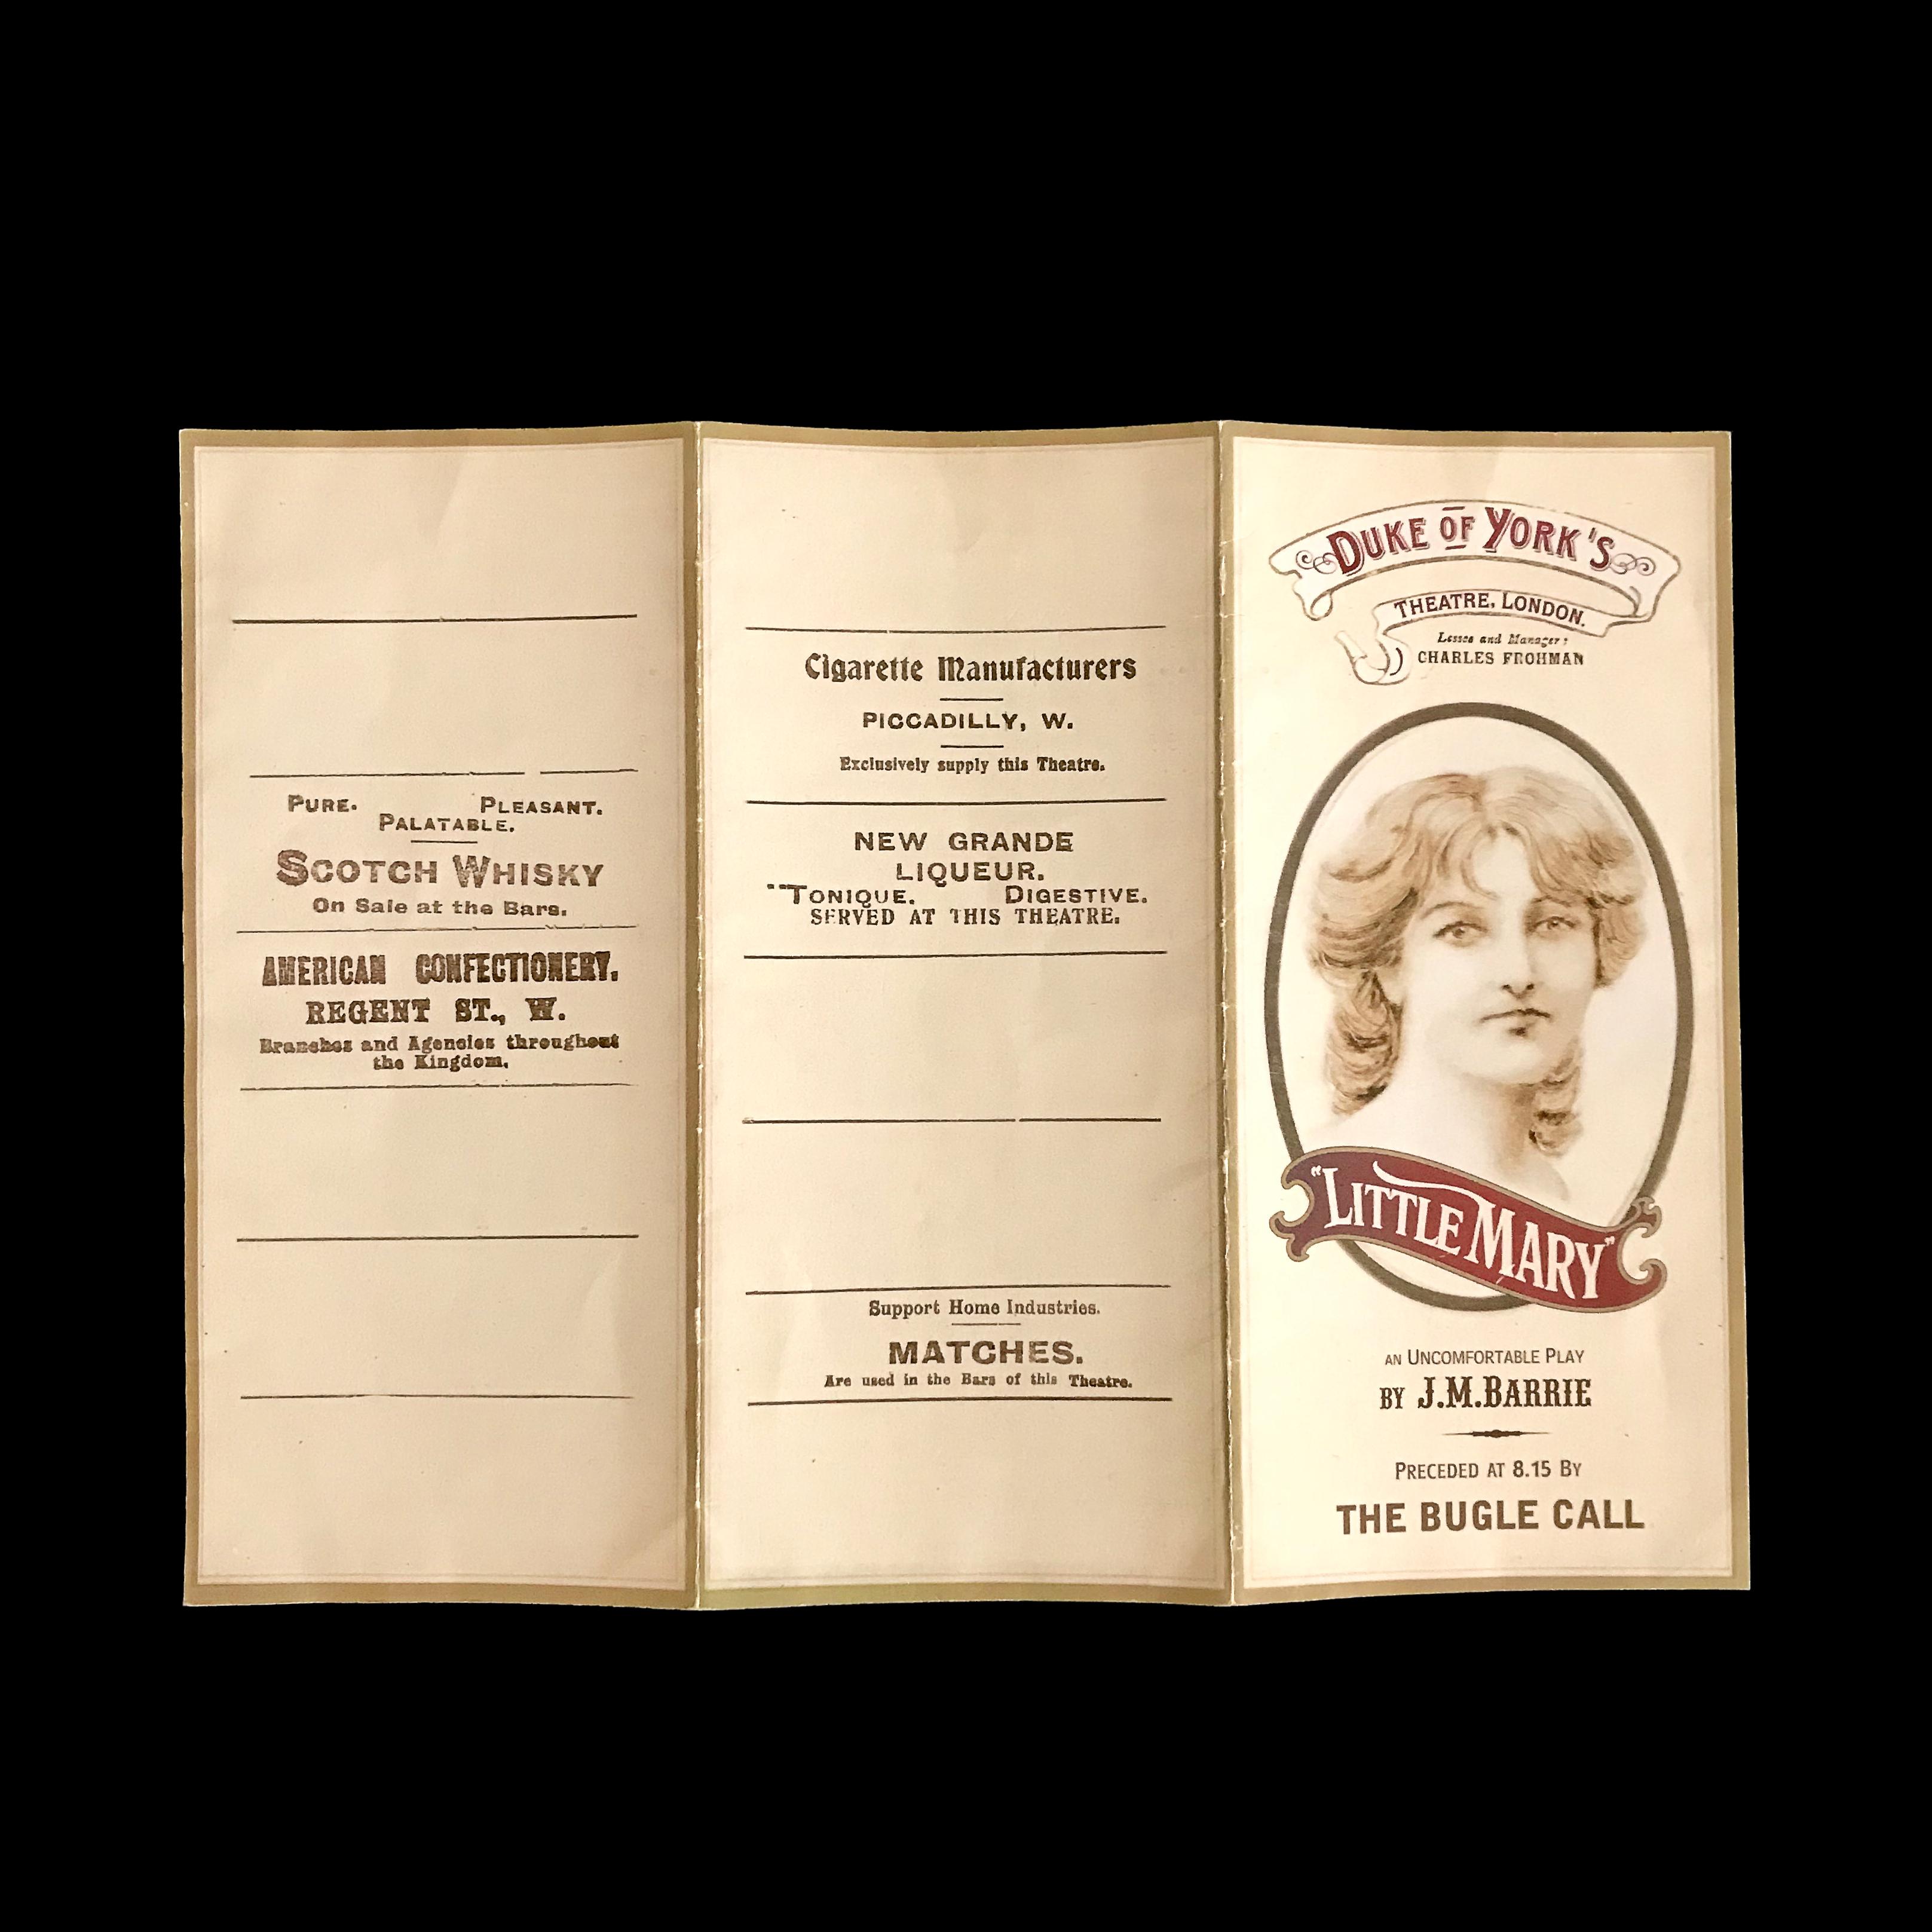 PURE. PLEASANT.
PALATABLE.
SCOTCH WHISKY
On Sale at the Bars.
AMERICAN CONFECTIONERY.
REGENT ST., W.
Branches and Agencies throughout
the Kingdom.
Cigarette Manufacturers
PICCADILLY, W.
Exclusively supply this Theatre.
NEW GRANDE
LIQUEUR.
"TONIQUE. DIGESTIVE.
SERVED AT THIS THEATRE.
Support Home Industries.
MATCHES.
Are used in the Bars of this Theatre.
DUKE OF YORK'S
THEATRE, LONDON.
Lessee and Manager:
CHARLES FROHMAN
"LITTLE MARY"
AN UNCOMFORTABLE PLAY
BY J.M.BARRIE
PRECEDED AT 8.15 BY
THE BUGLE CALL